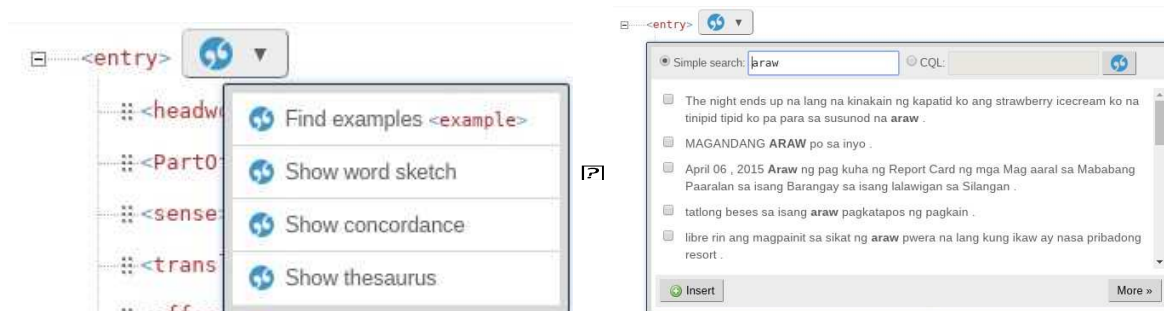 <entry> ▼
<headw
Find examples <example>
<PartO
Show word sketch
<sense
Show concordance
<trans
Show thesaurus
[?]
<entry> ▼
Simple search: araw CQL:
The night ends up na lang na kinakain ng kapatid ko ang strawberry icecream ko na
tinipid tipid ko pa para sa susunod na araw .
MAGANDANG ARAW po sa inyo .
April 06 , 2015 Araw ng pag kuha ng Report Card ng mga Mag aaral sa Mababang
Paaralan sa isang Barangay sa isang lalawigan sa Silangan .
tatlong beses sa isang araw pagkatapos ng pagkain .
libre rin ang magpainit sa sikat ng araw pwera na lang kung ikaw ay nasa pribadong
resort .
Insert More »